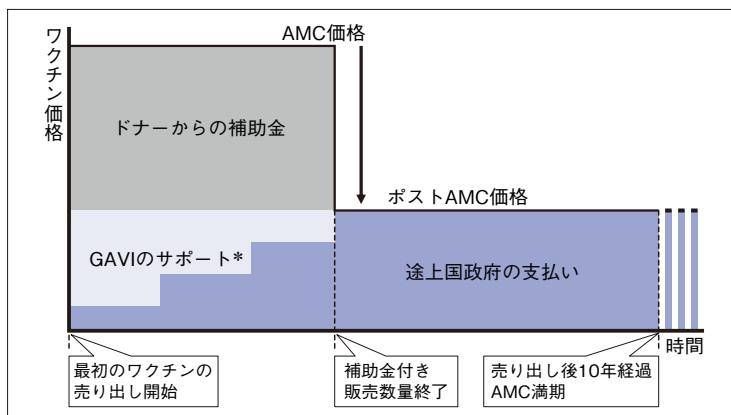 ワクチン価格
AMC価格
ドナーからの補助金
ポストAMC価格
GAVIのサポート*
途上国政府の支払い
時間
最初のワクチンの
売り出し開始
補助金付き
販売数量終了
売り出し後10年経過
AMC満期